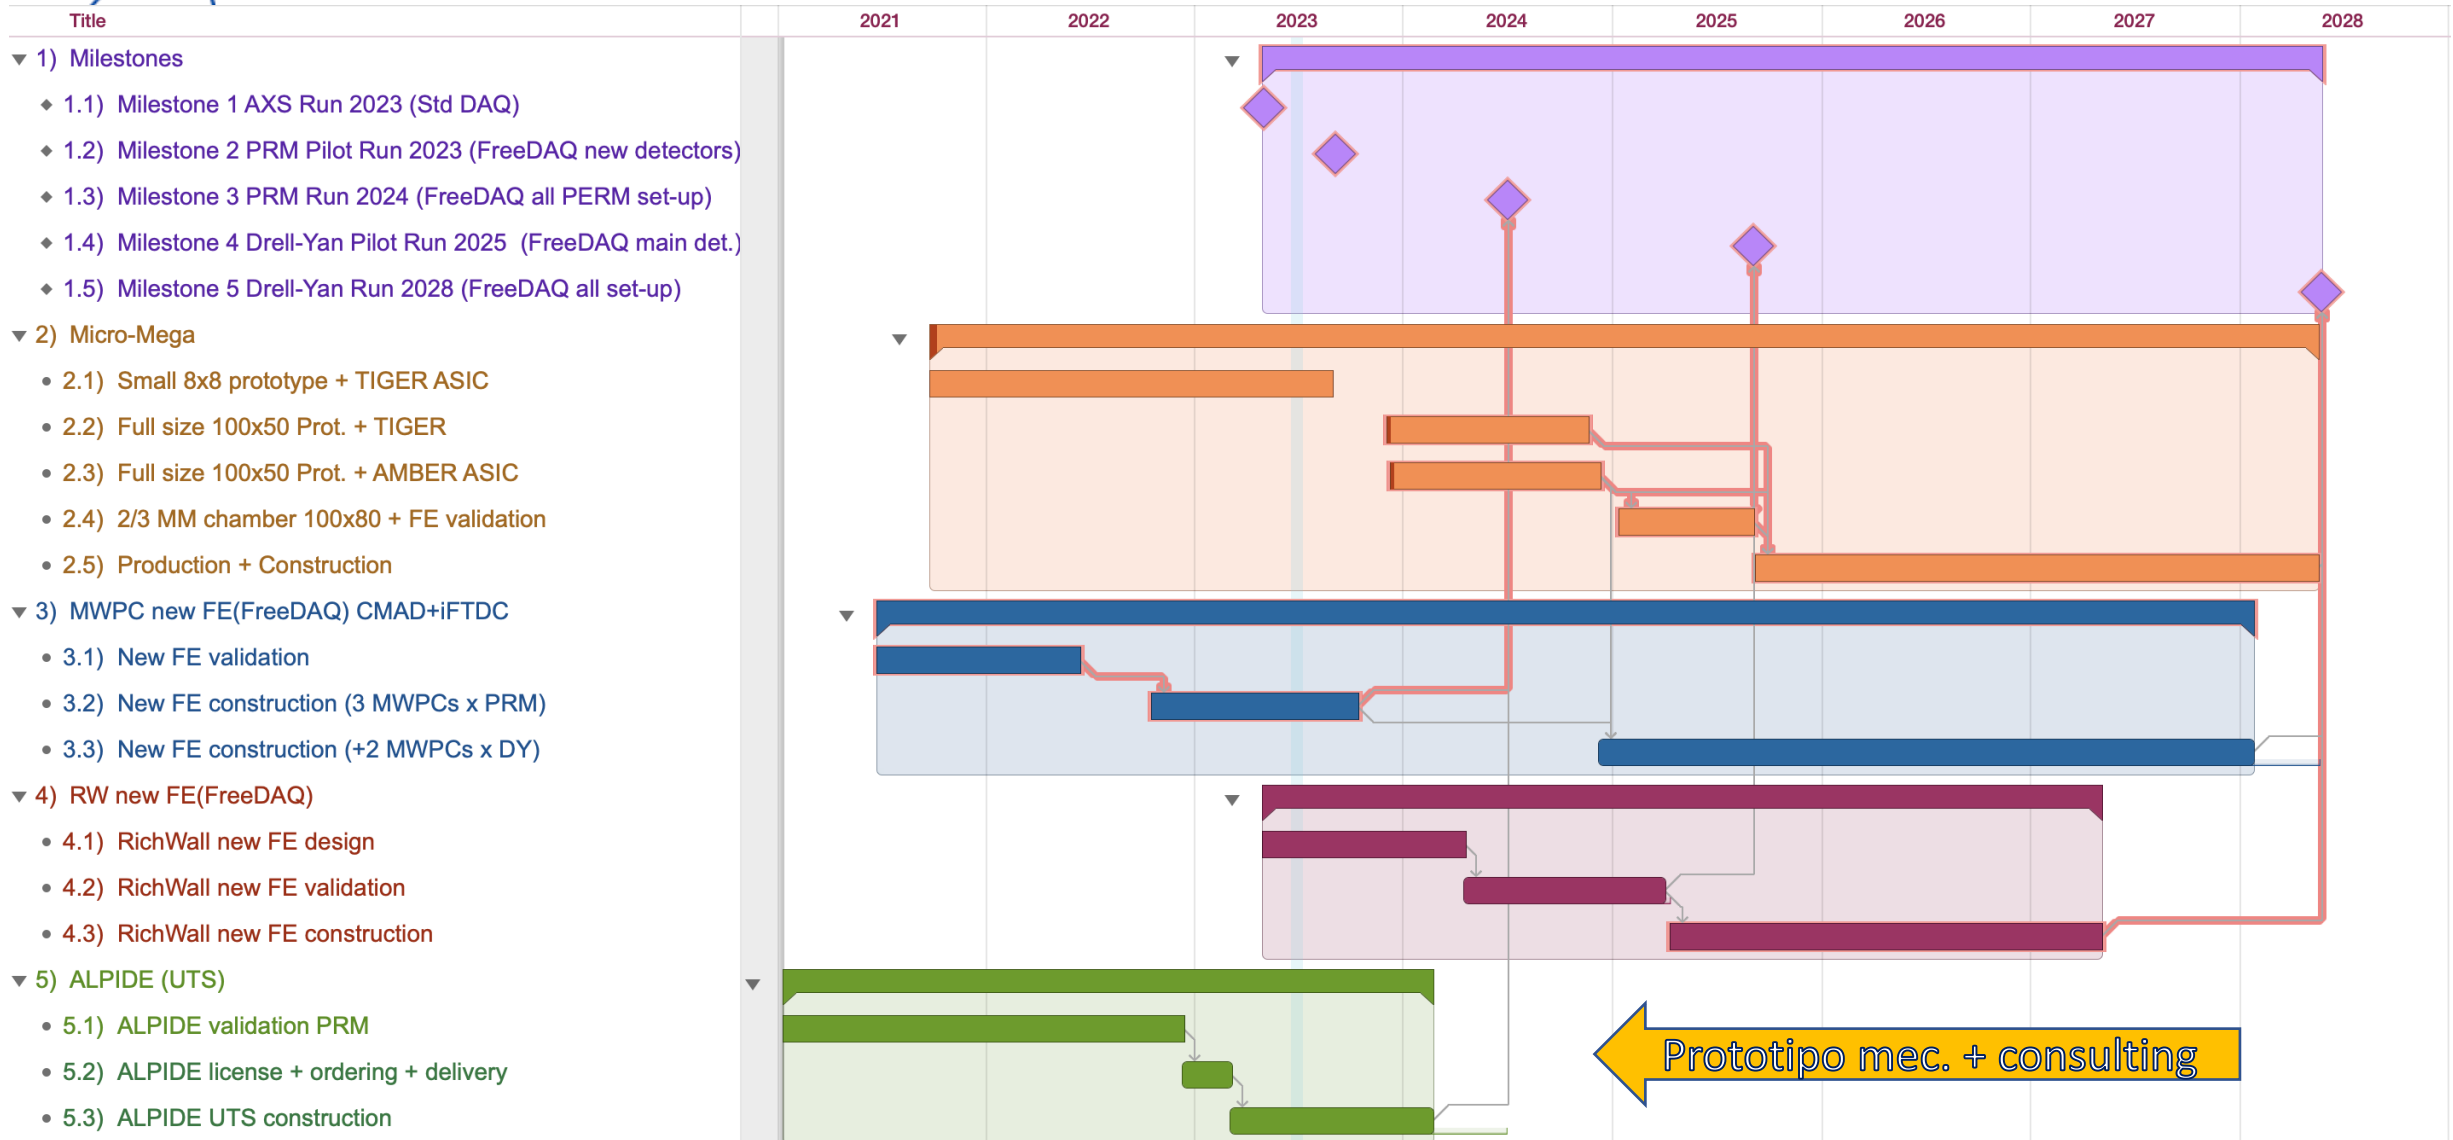 Title 2021 2022 2023 2024 2025 2026 2027 2028
1) Milestones
1.1) Milestone 1 AXS Run 2023 (Std DAQ)
1.2) Milestone 2 PRM Pilot Run 2023 (FreeDAQ new detectors)
1.3) Milestone 3 PRM Run 2024 (FreeDAQ all PERM set-up)
1.4) Milestone 4 Drell-Yan Pilot Run 2025 (FreeDAQ main det.)
1.5) Milestone 5 Drell-Yan Run 2028 (FreeDAQ all set-up)
2) Micro-Mega
2.1) Small 8x8 prototype + TIGER ASIC
2.2) Full size 100x50 Prot. + TIGER
2.3) Full size 100x50 Prot. + AMBER ASIC
2.4) 2/3 MM chamber 100x80 + FE validation
2.5) Production + Construction
3) MWPC new FE(FreeDAQ) CMAD+iFTDC
3.1) New FE validation
3.2) New FE construction (3 MWPCs x PRM)
3.3) New FE construction (+2 MWPCs x DY)
4) RW new FE(FreeDAQ)
4.1) RichWall new FE design
4.2) RichWall new FE validation
4.3) RichWall new FE construction
5) ALPIDE (UTS)
5.1) ALPIDE validation PRM
5.2) ALPIDE license + ordering + delivery
5.3) ALPIDE UTS construction
Prototipo mec. + consulting